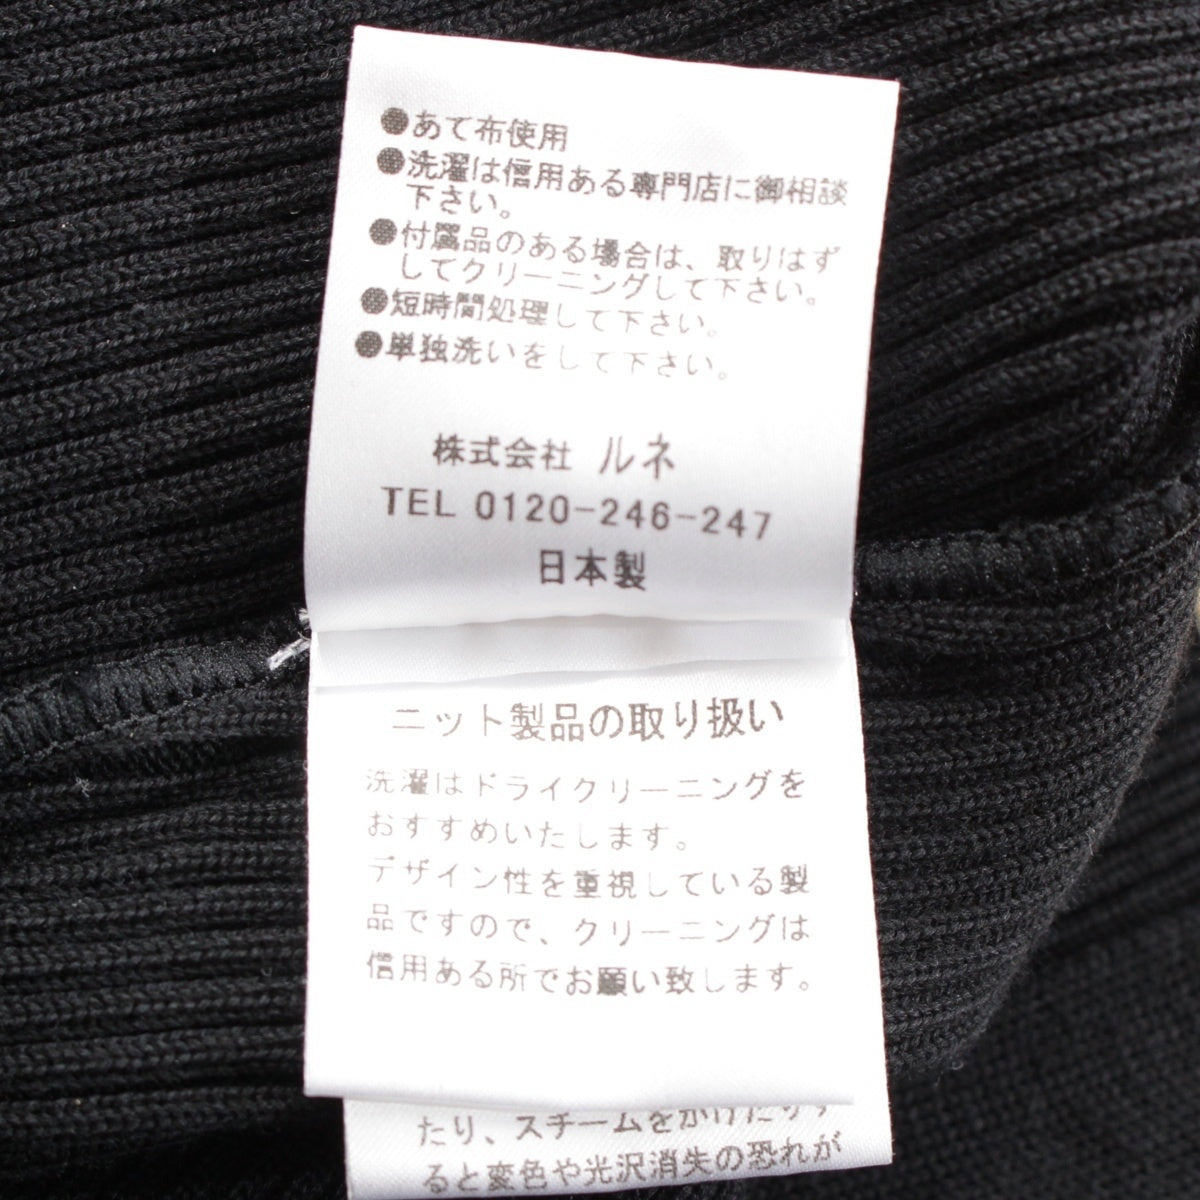 ●あて布使用
●洗濯は信用ある専門店に御相談
下さい。
●付属品のある場合は、取りはず
してクリーニングして下さい。
●短時間処理して下さい。
●単独洗いをして下さい。
株式会社 ルネ
TEL 0120-246-247
日本製
ニット製品の取り扱い
洗濯はドライクリーニングを
おすすめいたします。
デザイン性を重視している製
品ですので、クリーニングは
信用ある所でお願い致します。
たり、スチームをかけたりす
ると変色や光沢消失の恐れが